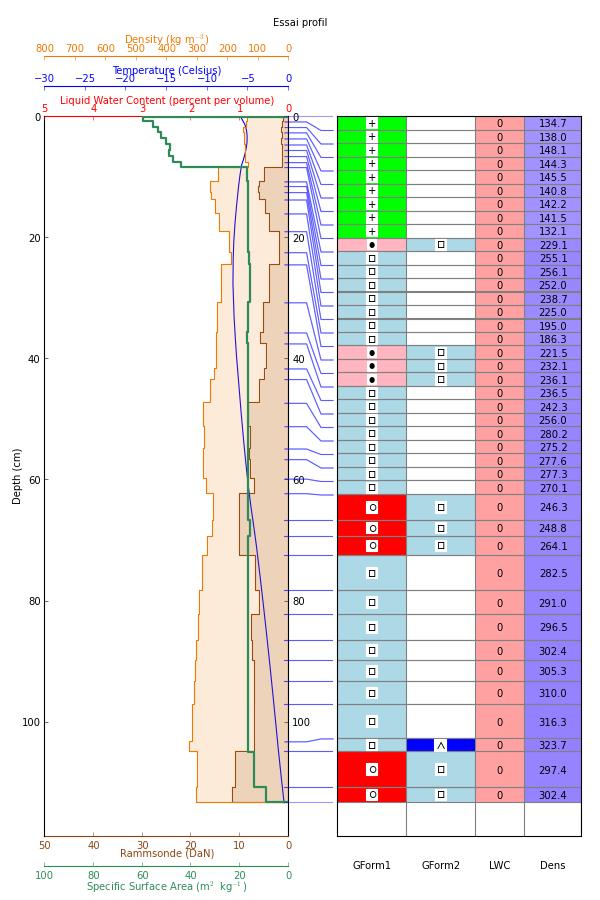 Essai profil
Density (kg m⁻³)
800 700 600 500 400 300 200 100 0
Temperature (Celsius)
−30 −25 −20 −15 −10 −5 0
Liquid Water Content (percent per volume)
5 4 3 2 1 0
0 0
20 20
40 40
60 60
80 80
100 100
Depth (cm)
50 40 30 20 10 0
Rammsonde (DaN)
100 80 60 40 20 0
Specific Surface Area (m² kg⁻¹)
+ 0 134.7
+ 0 138.0
+ 0 148.1
+ 0 144.3
+ 0 145.5
+ 0 140.8
+ 0 142.2
+ 0 141.5
+ 0 132.1
0 229.1
0 255.1
0 256.1
0 252.0
0 238.7
0 225.0
0 195.0
0 186.3
0 221.5
0 232.1
0 236.1
0 236.5
0 242.3
0 256.0
0 280.2
0 275.2
0 277.6
0 277.3
0 270.1
0 246.3
0 248.8
0 264.1
0 282.5
0 291.0
0 296.5
0 302.4
0 305.3
0 310.0
0 316.3
0 323.7
0 297.4
0 302.4
GForm1 GForm2 LWC Dens